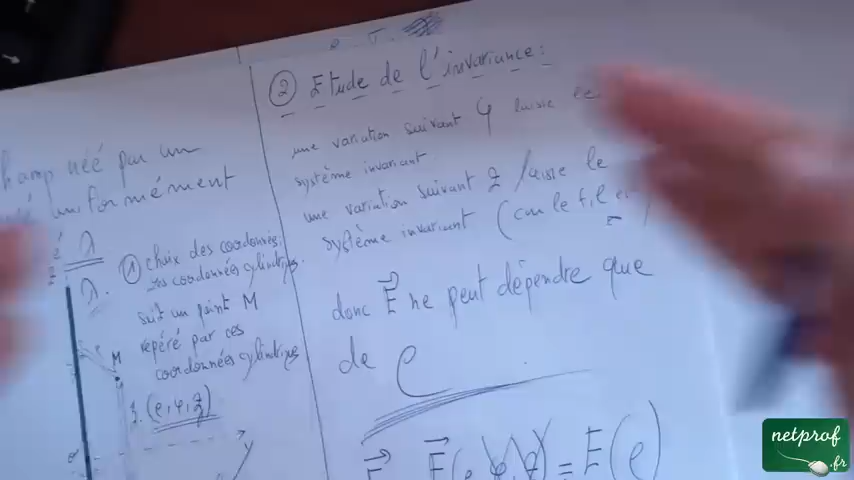 champ créé par un
uniformément
λ
λ.
① choix des coordonnées.
les coordonnées cylindriques.
soit un point M
répéré par ces
coordonnées cylindriques
M
(ρ, φ, z)
y
② Etude de l'invariance :
une variation suivant φ laisse le
système invariant.
une variation suivant z laisse le
système invariant (car le fil
donc E⃗ ne peut dépendre que
de ρ
E⃗ E⃗(ρ, φ, z) = E⃗(ρ)
netprof
.fr